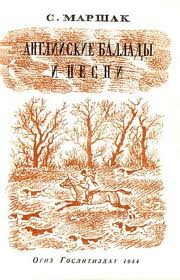 С. МАРШАК
АНГЛИЙСКИЕ БАЛЛАДЫ
И ПЕСНИ
ОГИЗ ГОСЛИТИЗДАТ 1944